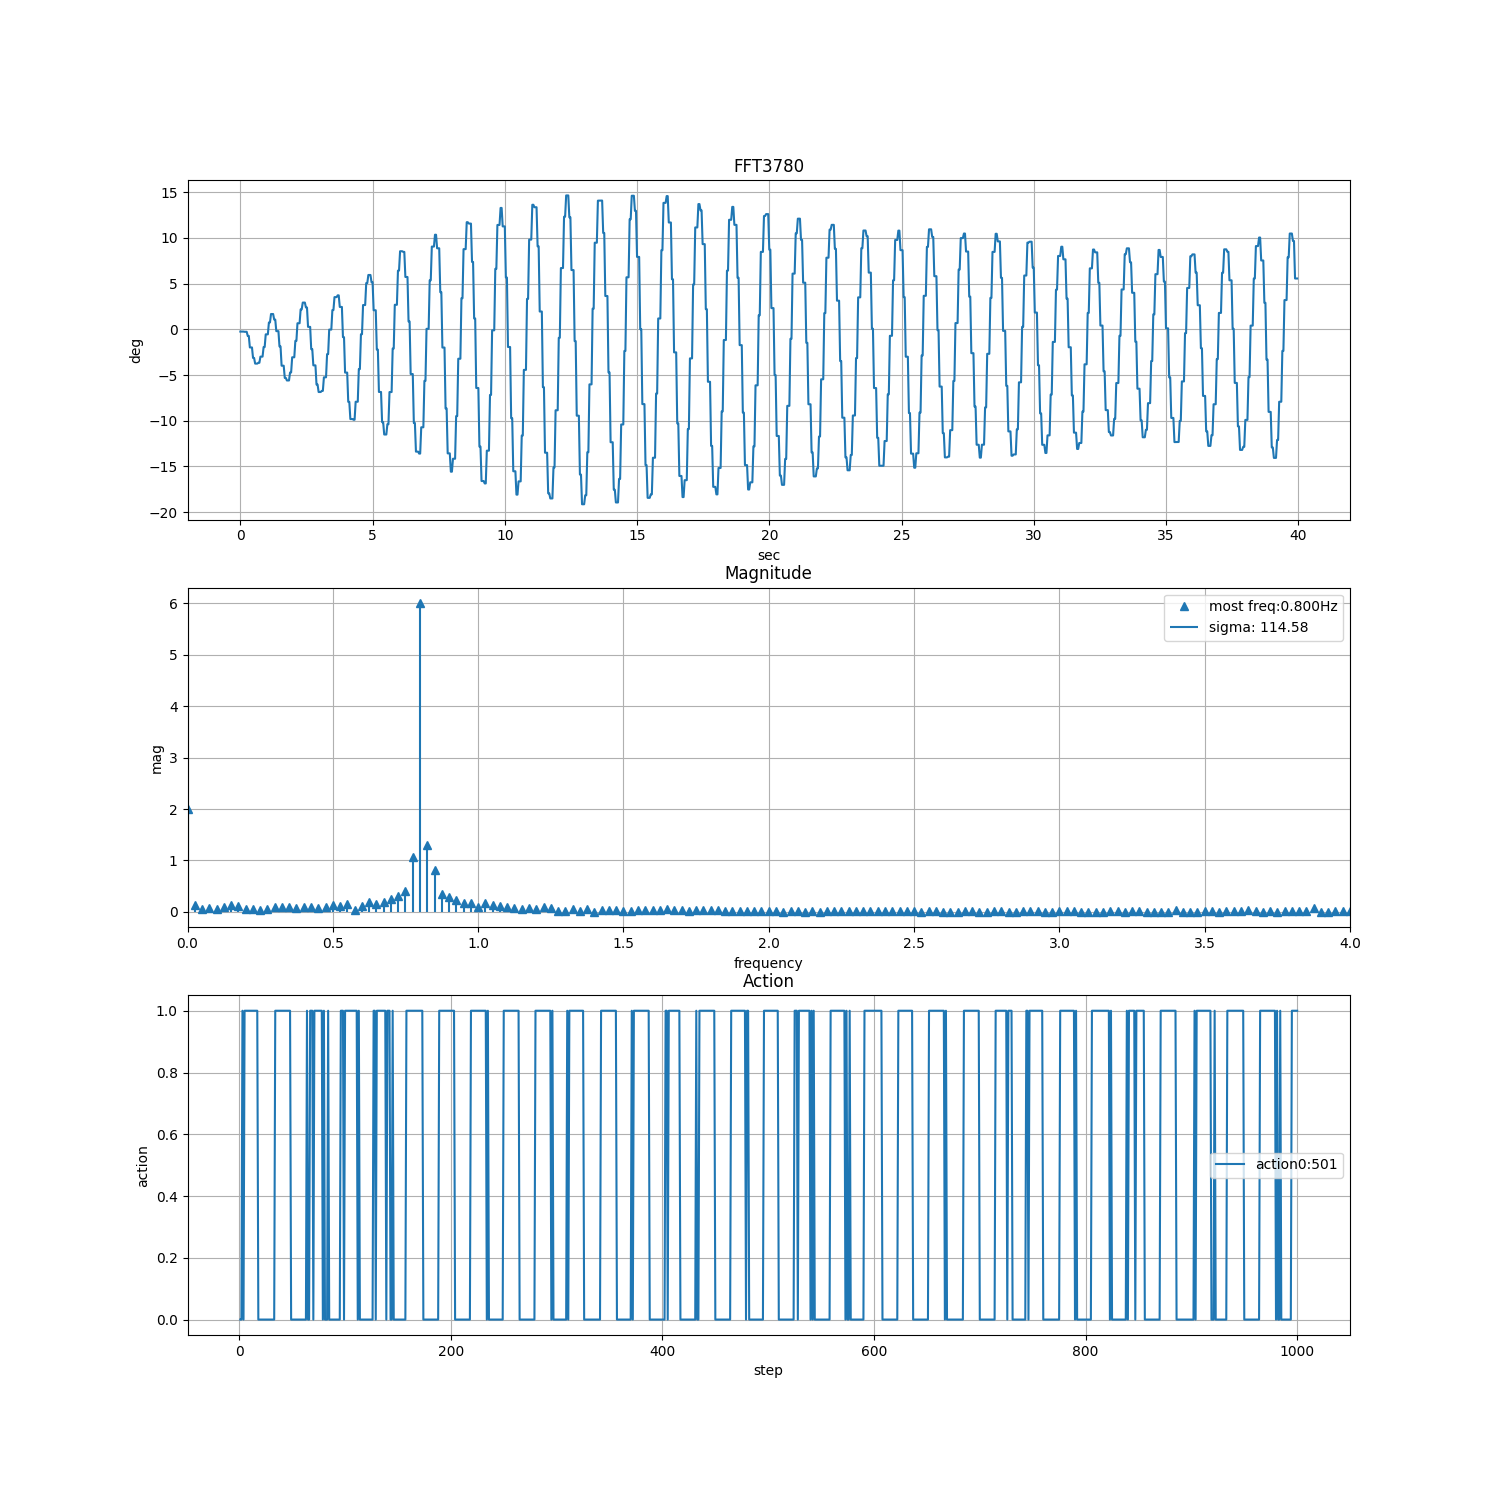 FFT3780
15
10
5
0
−5
−10
−15
−20
deg
0 5 10 15 20 25 30 35 40
sec
Magnitude
6
5
4
3
2
1
0
mag
most freq:0.800Hz
sigma: 114.58
0.0 0.5 1.0 1.5 2.0 2.5 3.0 3.5 4.0
frequency
Action
1.0
0.8
0.6
0.4
0.2
0.0
action
action0:501
0 200 400 600 800 1000
step